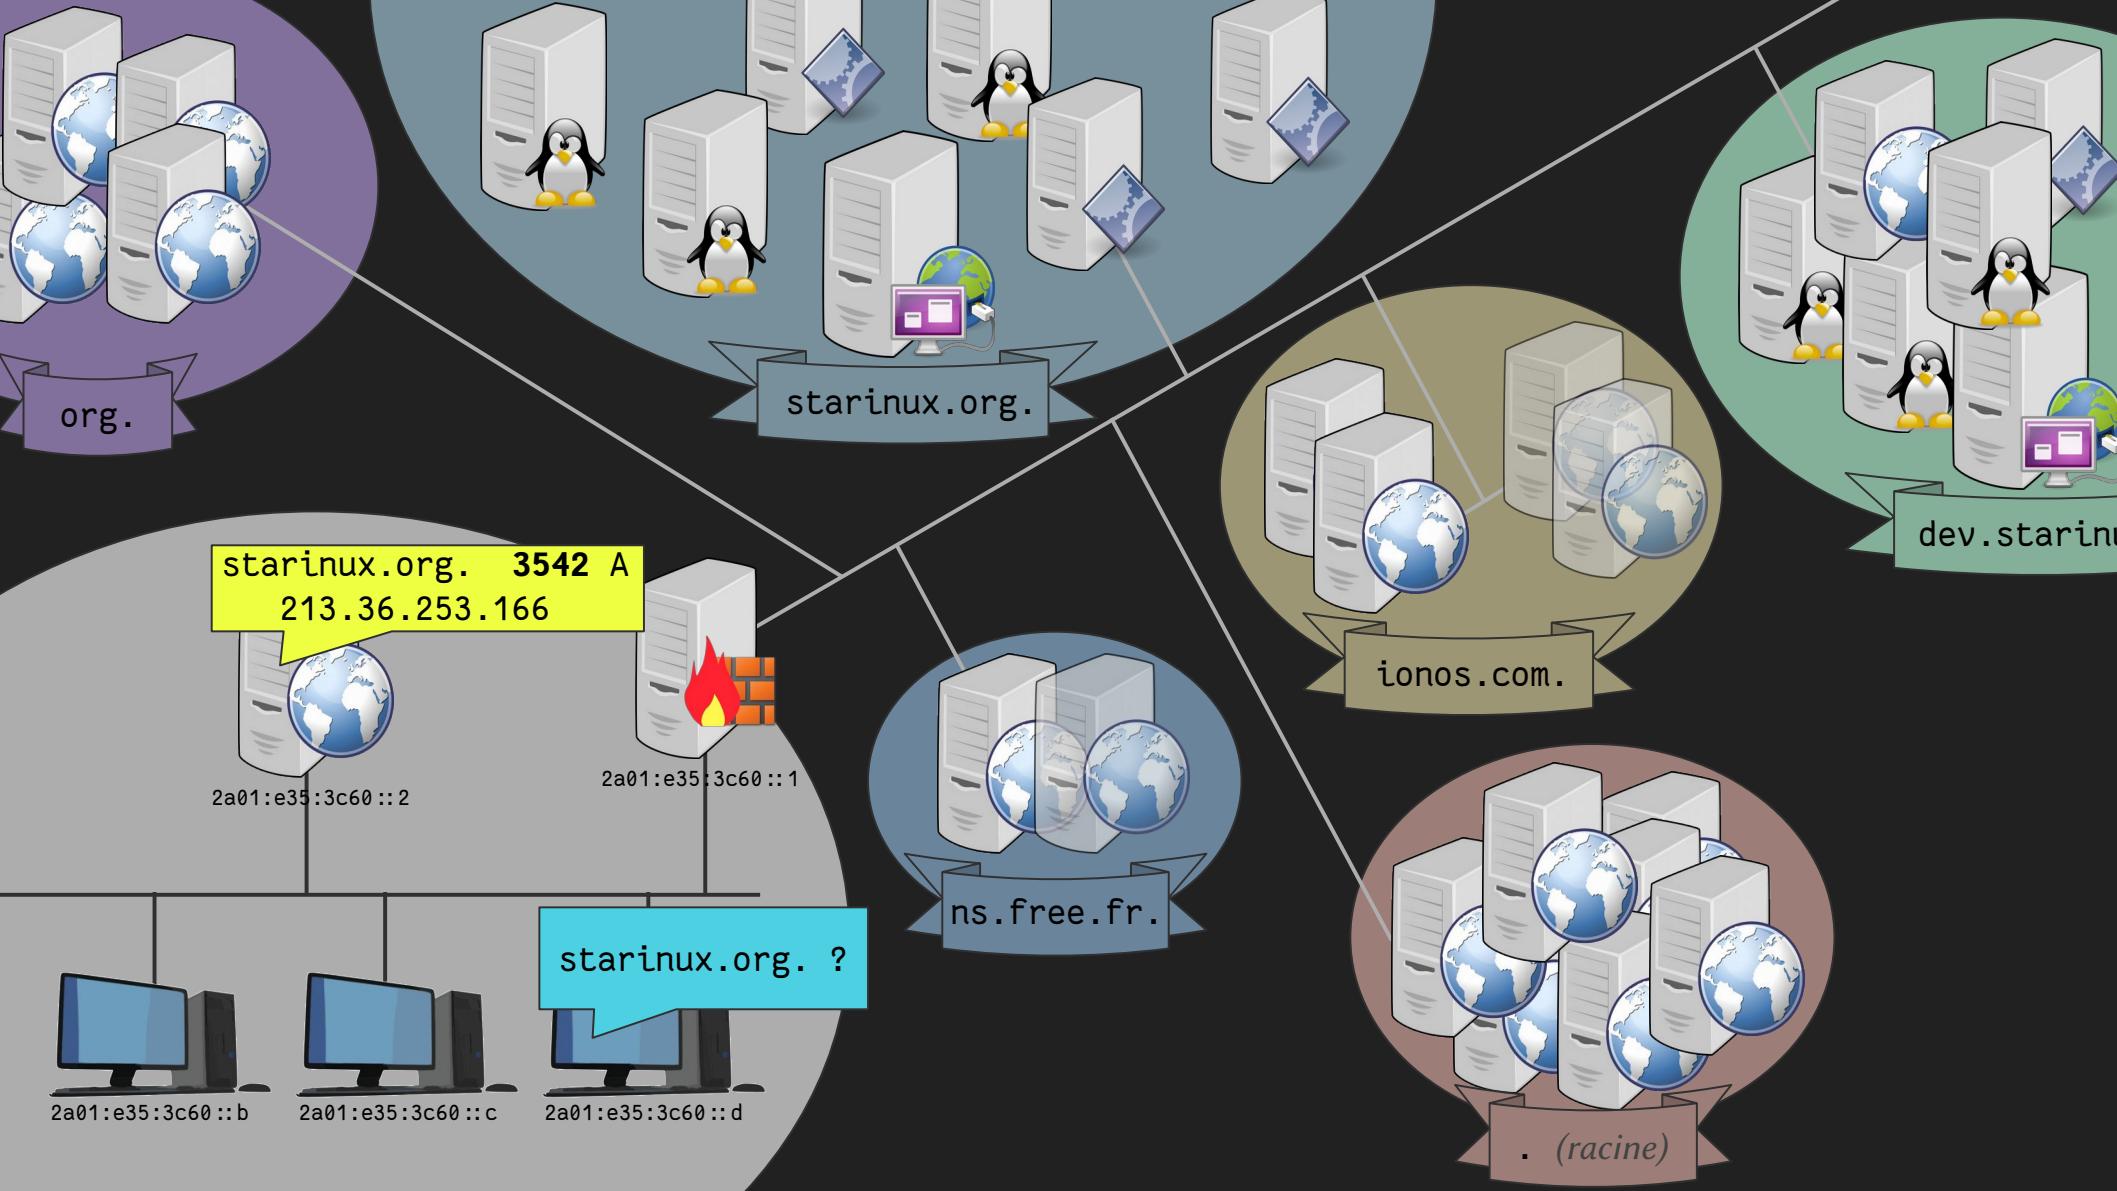 org.
starinux.org.
dev.starinu
starinux.org. 3542 A
213.36.253.166
ionos.com.
2a01:e35:3c60::1
2a01:e35:3c60::2
ns.free.fr.
starinux.org. ?
2a01:e35:3c60::b
2a01:e35:3c60::c
2a01:e35:3c60::d
. (racine)